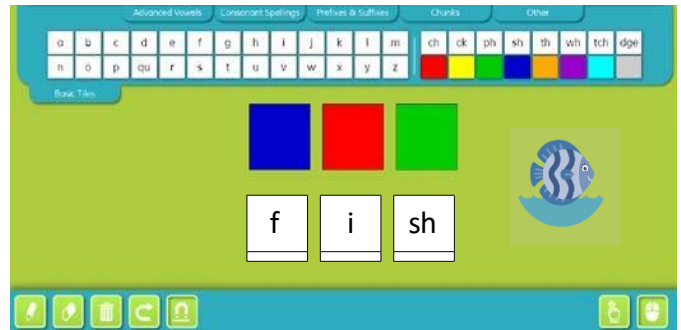 Advanced Vowels Consonant Spellings Prefixes & Suffixes Chunks Other
a b c d e f g h i j k l m ch ck ph sh th wh tch dge
n o p qu r s t u v w x y z
Basic Tiles
f i sh